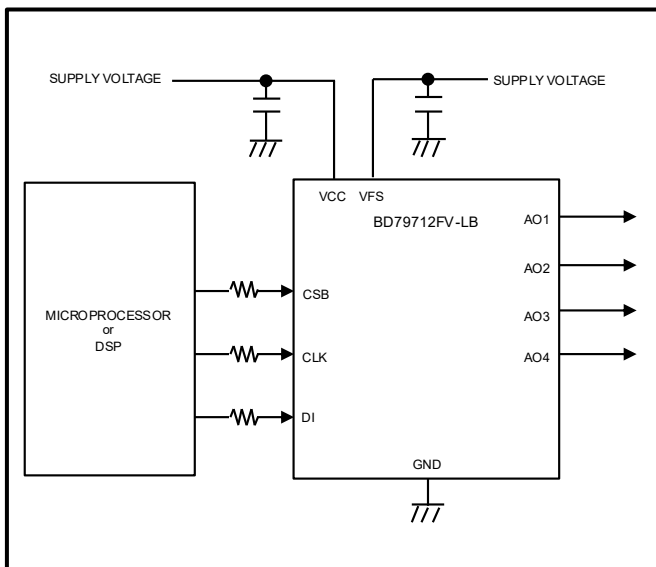 SUPPLY VOLTAGE
SUPPLY VOLTAGE
VCC
VFS
BD79712FV-LB
AO1
AO2
AO3
AO4
MICROPROCESSOR
or
DSP
CSB
CLK
DI
GND